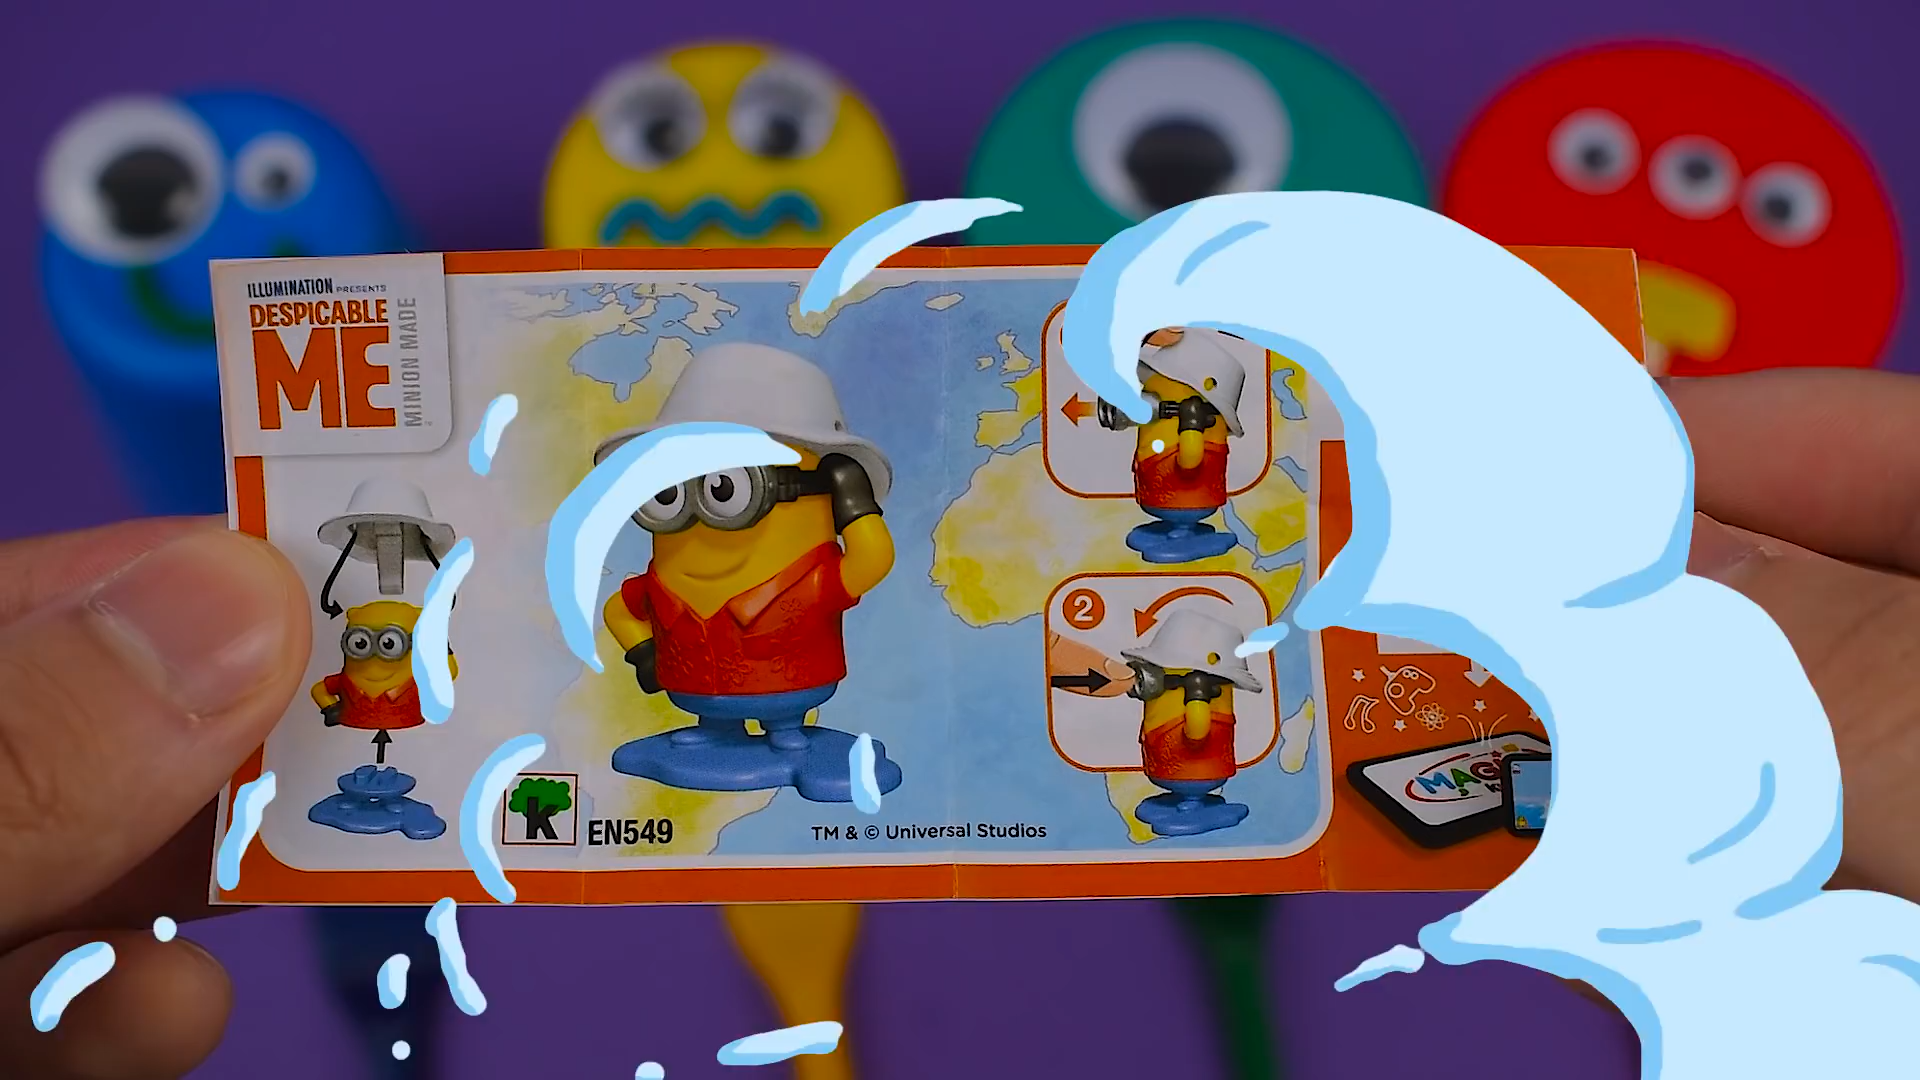 ILLUMINATION PRESENTS
DESPICABLE
ME
MINION MADE
2
k
EN549
TM & © Universal Studios